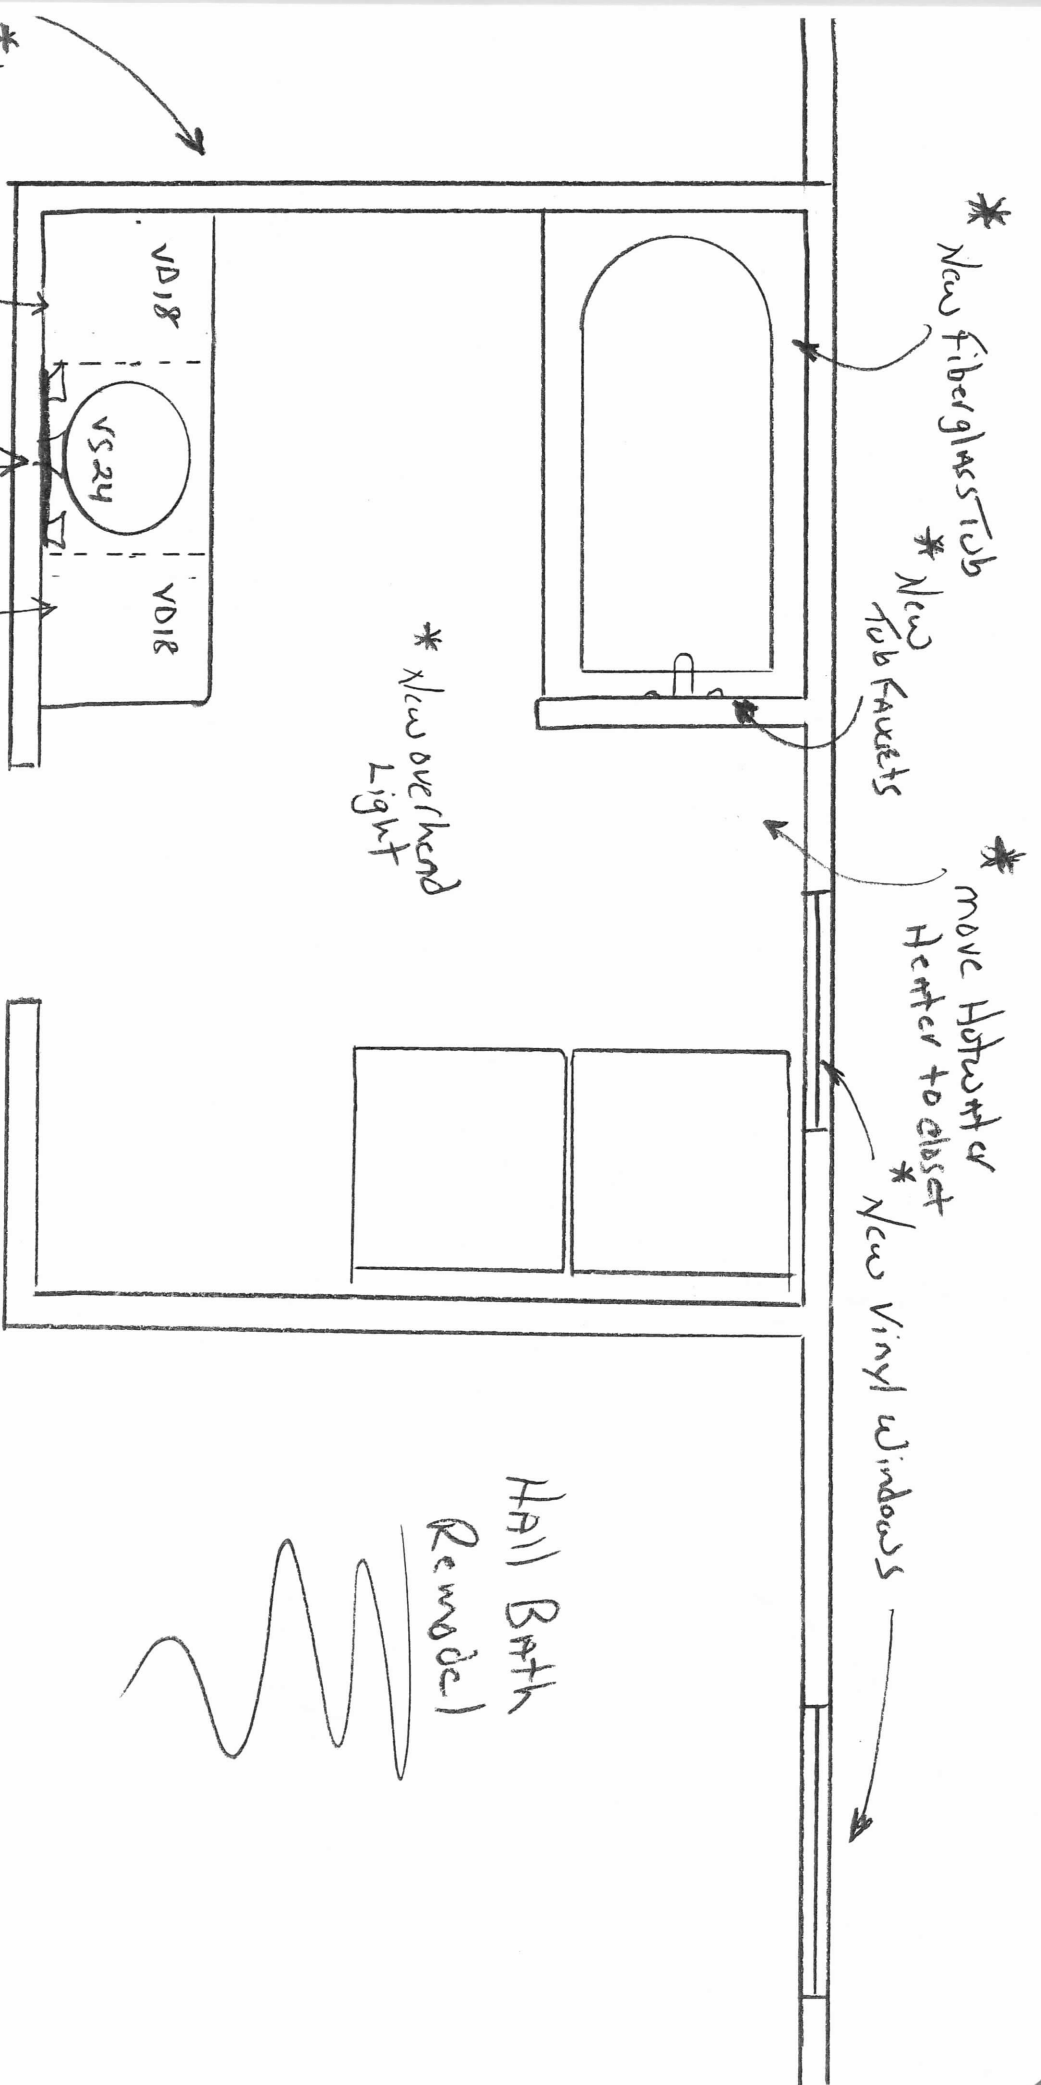 * New FiberglAss Tub
* New
Tub FAucets
* move Hotwater
Heater to closet
* New Vinyl Windows
* New overhead
Light
VD18
VS24
VD18
HAll BAth
Remodel
*